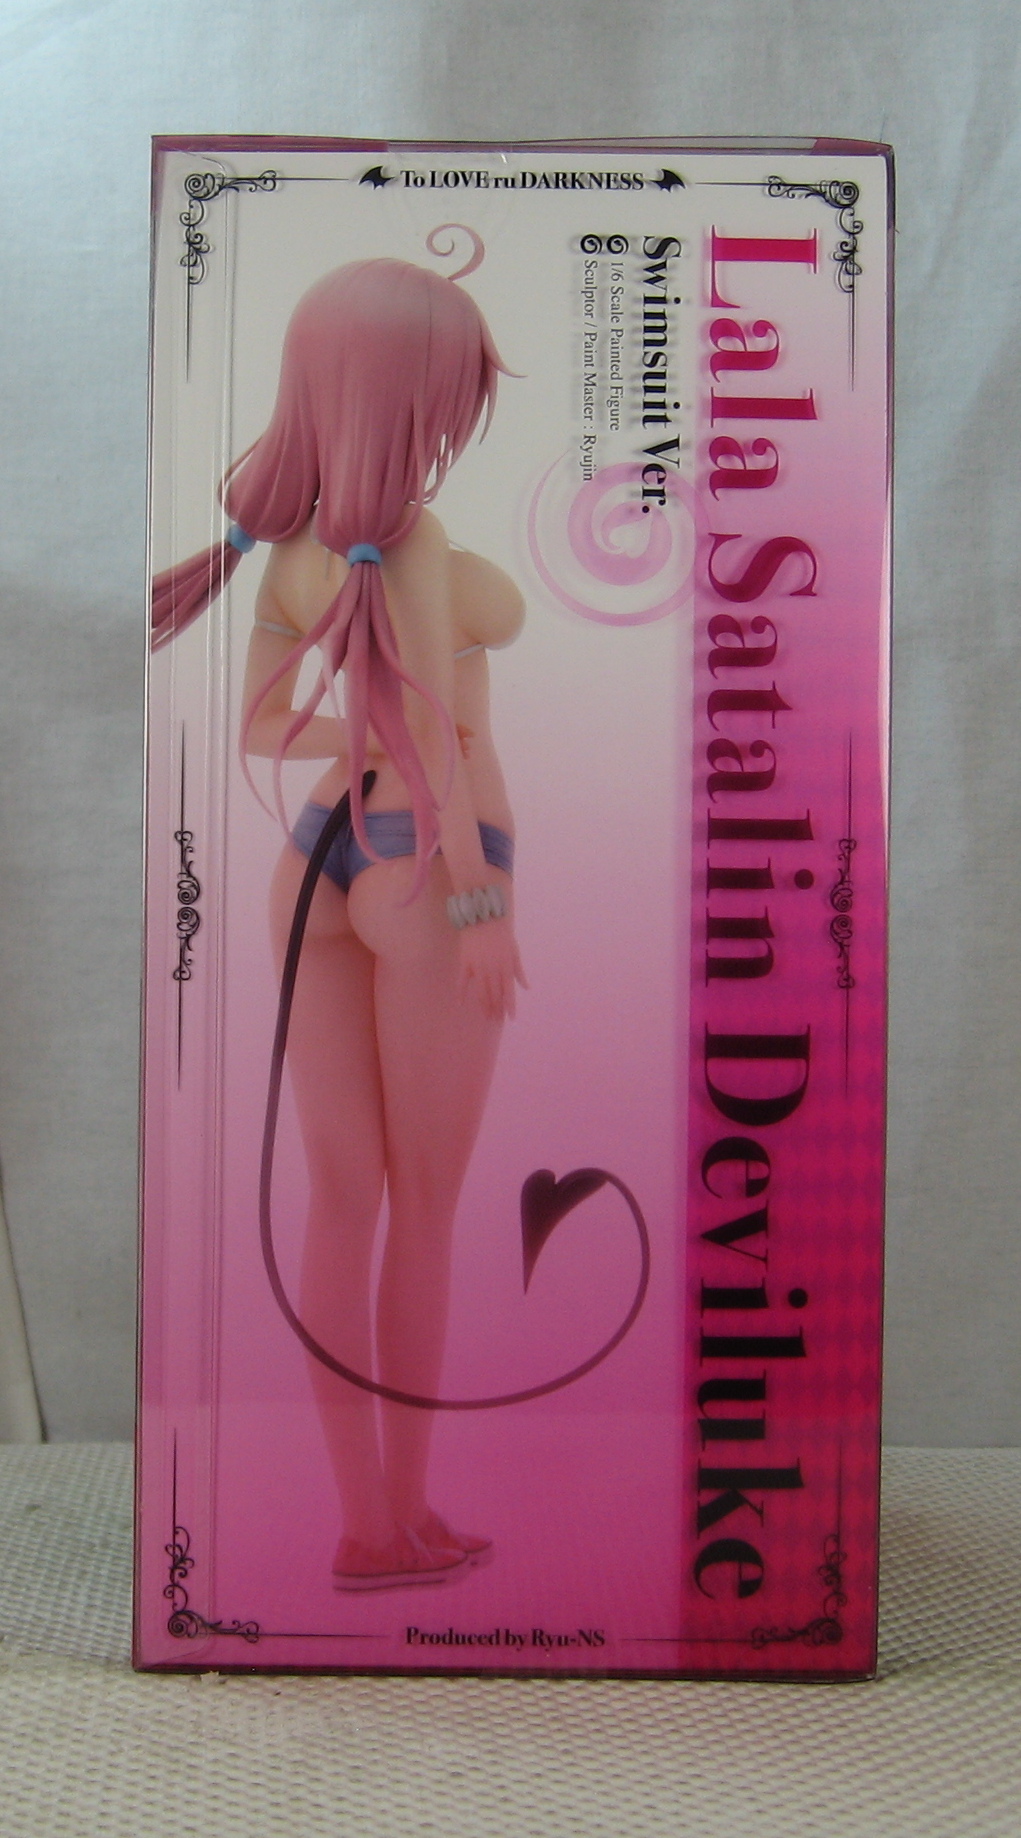 To LOVE ru DARKNESS
Lala Satalin Deviluke
Swimsuit Ver.
1/6 Scale Painted Figure
Sculptor / Paint Master : Ryujin
Produced by Ryu-NS